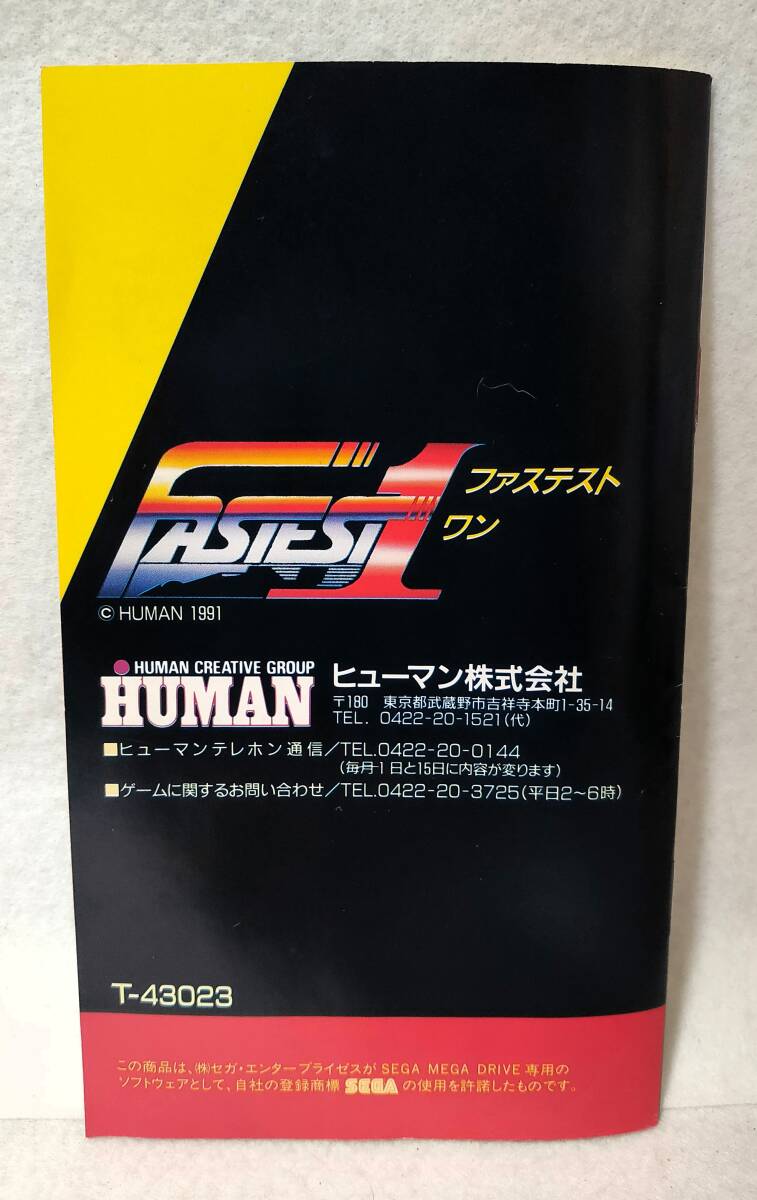 FASTEST 1
ファステスト
ワン
© HUMAN 1991
HUMAN CREATIVE GROUP
HUMAN
ヒューマン株式会社
〒180 東京都武蔵野市吉祥寺本町1-35-14
TEL. 0422-20-1521(代)
■ヒューマンテレホン通信/TEL.0422-20-0144
(毎月1日と15日に内容が変ります)
■ゲームに関するお問い合わせ/TEL.0422-20-3725(平日2~6時)
T-43023
この商品は、㈱セガ・エンタープライゼスがSEGA MEGA DRIVE専用の
ソフトウェアとして、自社の登録商標 SEGA の使用を許諾したものです。